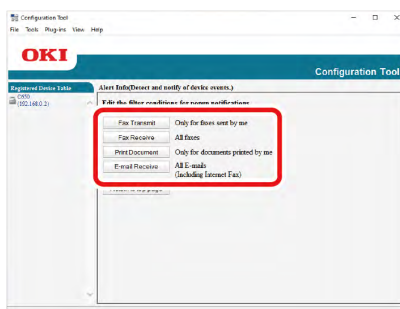 Configuration Tool
File Tools Plug-ins View Help
OKI
Configuration Tool
Registered Device Table
C650
(192.168.0.2)
Alert Info(Detect and notify of device events.)
Edit the filter conditions for popup notifications.
Fax Transmit Only for faxes sent by me
Fax Receive All faxes
Print Document Only for documents printed by me
E-mail Receive All E-mails
(Including Internet Fax)